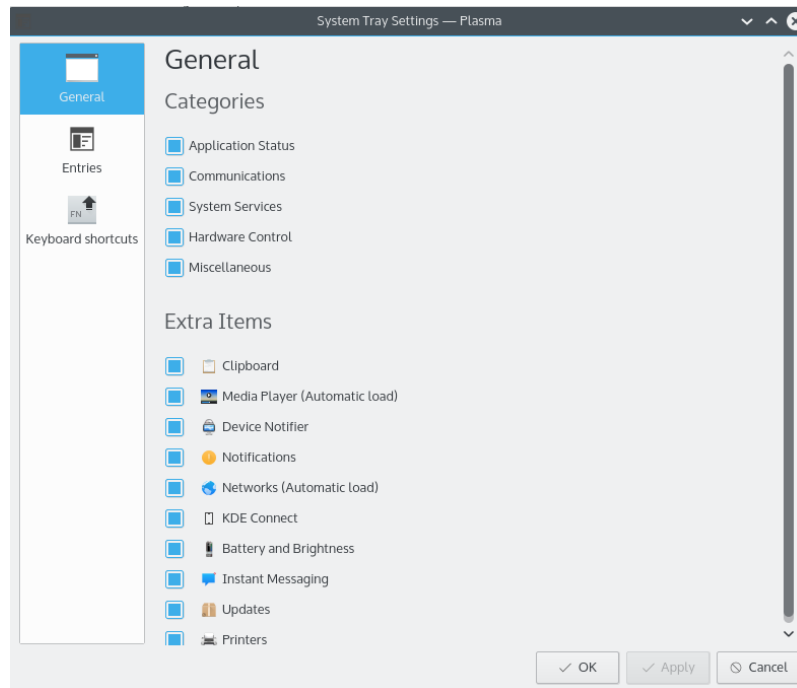 System Tray Settings — Plasma
General
General
Categories
Application Status
Entries
Communications
FN
System Services
Keyboard shortcuts
Hardware Control
Miscellaneous
Extra Items
Clipboard
Media Player (Automatic load)
Device Notifier
Notifications
Networks (Automatic load)
KDE Connect
Battery and Brightness
Instant Messaging
Updates
Printers
OK
Apply
Cancel